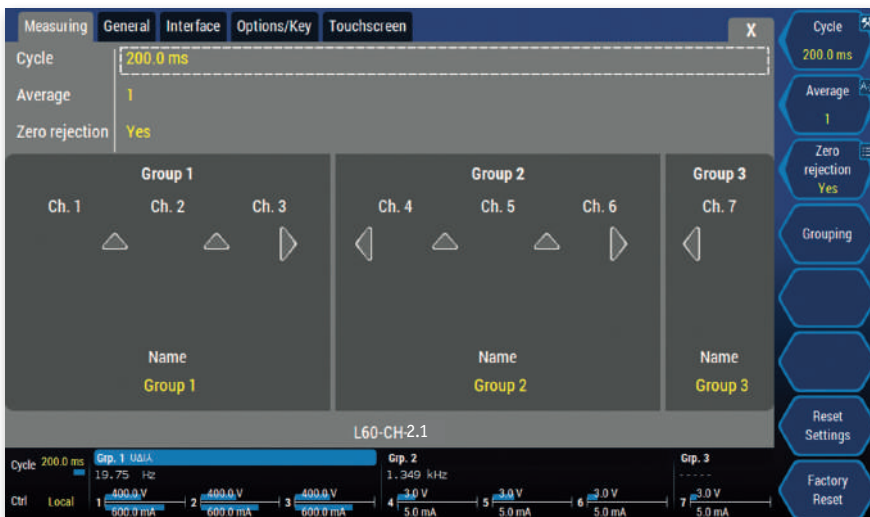 Measuring General Interface Options/Key Touchscreen X
Cycle 200.0 ms
Average 1
Zero rejection Yes
Group 1 Group 2 Group 3
Ch. 1 Ch. 2 Ch. 3 Ch. 4 Ch. 5 Ch. 6 Ch. 7
Name Name Name
Group 1 Group 2 Group 3
L60-CH-2.1
Cycle 200.0 ms
Ctrl Local
Grp. 1 UΔIλ
19.75 Hz
1 400.0 V 600.0 mA 2 400.0 V 600.0 mA 3 400.0 V 600.0 mA
Grp. 2
1.349 kHz
4 3.0 V 5.0 mA 5 3.0 V 5.0 mA 6 3.0 V 5.0 mA
Grp. 3
-----
7 3.0 V 5.0 mA
Cycle
200.0 ms
Average
1
Zero
rejection
Yes
Grouping
Reset
Settings
Factory
Reset